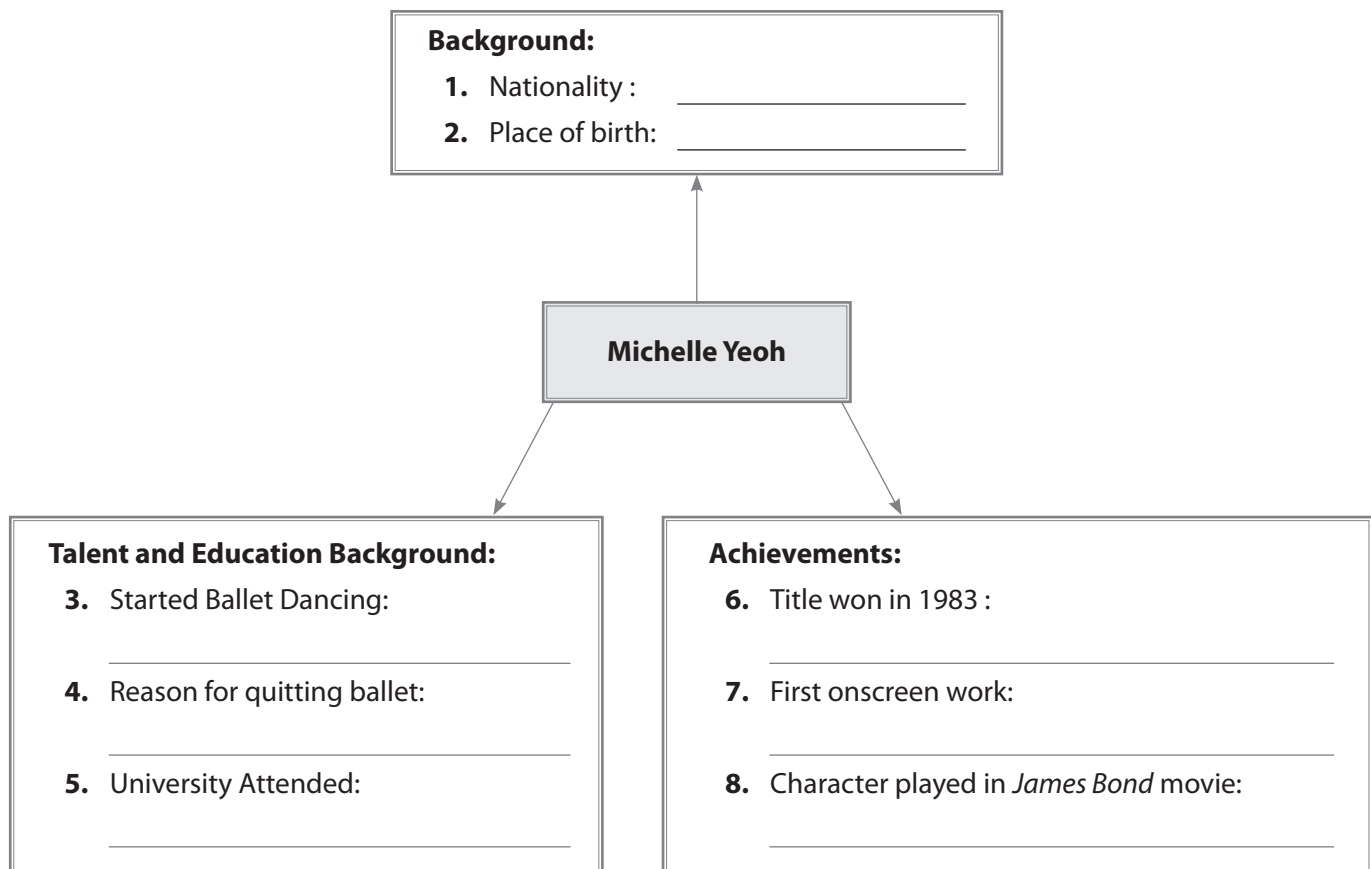 Background:
1. Nationality :
2. Place of birth:
Michelle Yeoh
Talent and Education Background:
3. Started Ballet Dancing:
4. Reason for quitting ballet:
5. University Attended:
Achievements:
6. Title won in 1983 :
7. First onscreen work:
8. Character played in James Bond movie: